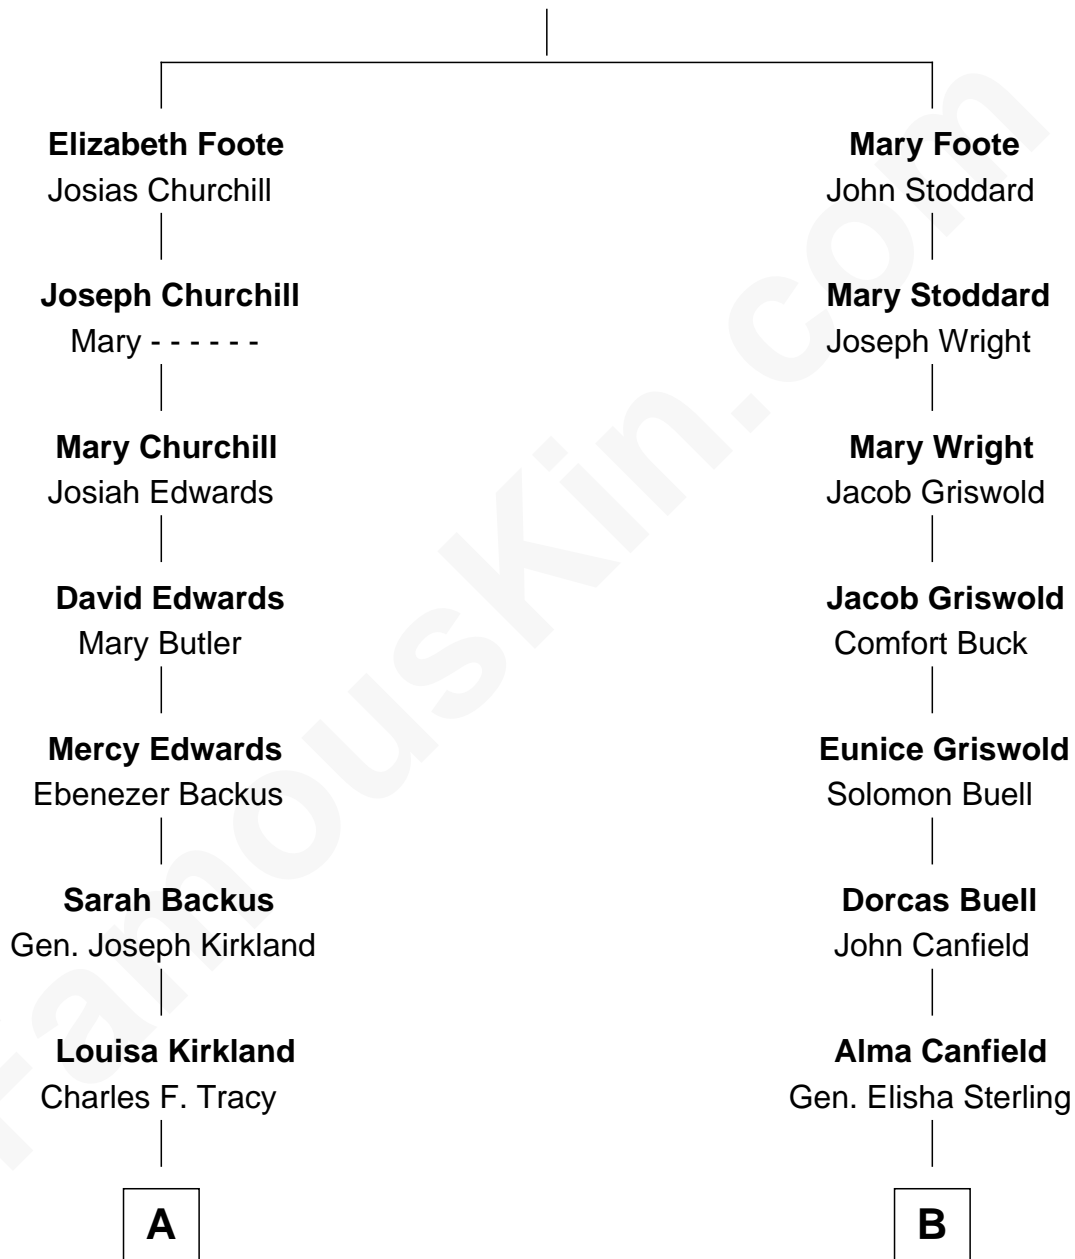 Elizabeth Foote
Josias Churchill
Joseph Churchill
Mary - - - - - -
Mary Churchill
Josiah Edwards
David Edwards
Mary Butler
Mercy Edwards
Ebenezer Backus
Sarah Backus
Gen. Joseph Kirkland
Louisa Kirkland
Charles F. Tracy
A
Mary Foote
John Stoddard
Mary Stoddard
Joseph Wright
Mary Wright
Jacob Griswold
Jacob Griswold
Comfort Buck
Eunice Griswold
Solomon Buell
Dorcas Buell
John Canfield
Alma Canfield
Gen. Elisha Sterling
B
FamousKin.com